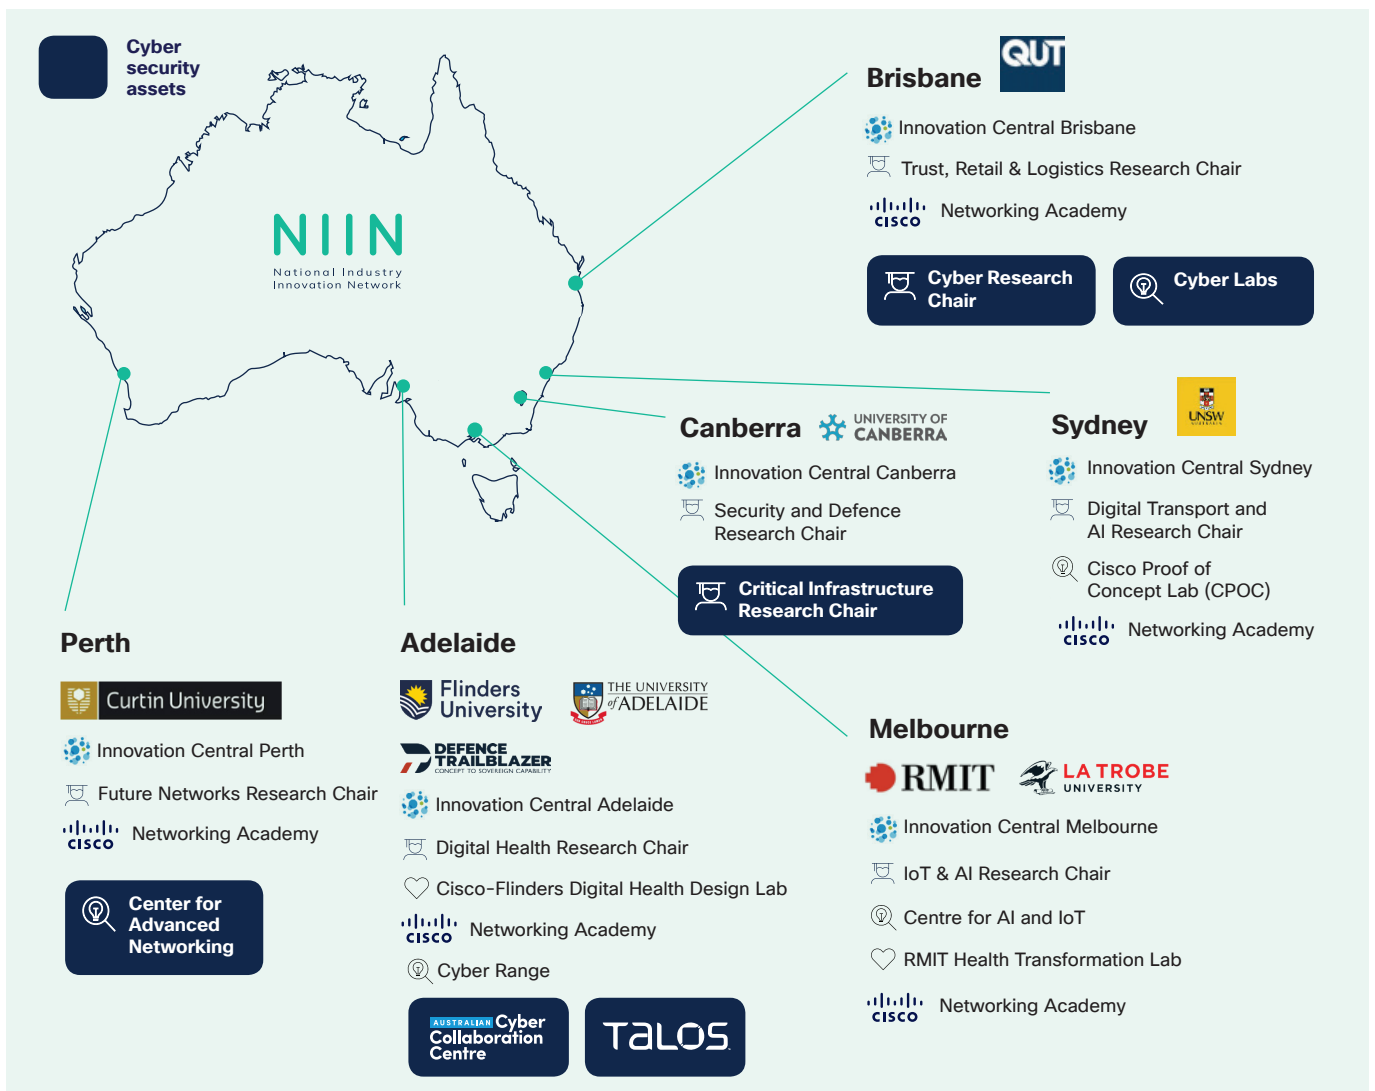 Cyber
security
assets
NIIN
National Industry
Innovation Network
Brisbane
QUT
Innovation Central Brisbane
Trust, Retail & Logistics Research Chair
CISCO
Networking Academy
Cyber Research
Chair
Cyber Labs
Canberra
UNIVERSITY OF
CANBERRA
Innovation Central Canberra
Security and Defence
Research Chair
Critical Infrastructure
Research Chair
Sydney
UNSW
Innovation Central Sydney
Digital Transport and
AI Research Chair
Cisco Proof of
Concept Lab (CPOC)
CISCO
Networking Academy
Perth
Curtin University
Innovation Central Perth
Future Networks Research Chair
CISCO
Networking Academy
Center for
Advanced
Networking
Adelaide
Flinders
University
THE UNIVERSITY
of ADELAIDE
DEFENCE
TRAILBLAZER
CONCEPT TO SOVEREIGN CAPABILITY
Innovation Central Adelaide
Digital Health Research Chair
Cisco-Flinders Digital Health Design Lab
CISCO
Networking Academy
Cyber Range
AUSTRALIAN Cyber
Collaboration
Centre
TALOS
Melbourne
RMIT
LA TROBE
UNIVERSITY
Innovation Central Melbourne
IoT & AI Research Chair
Centre for AI and IoT
RMIT Health Transformation Lab
CISCO
Networking Academy